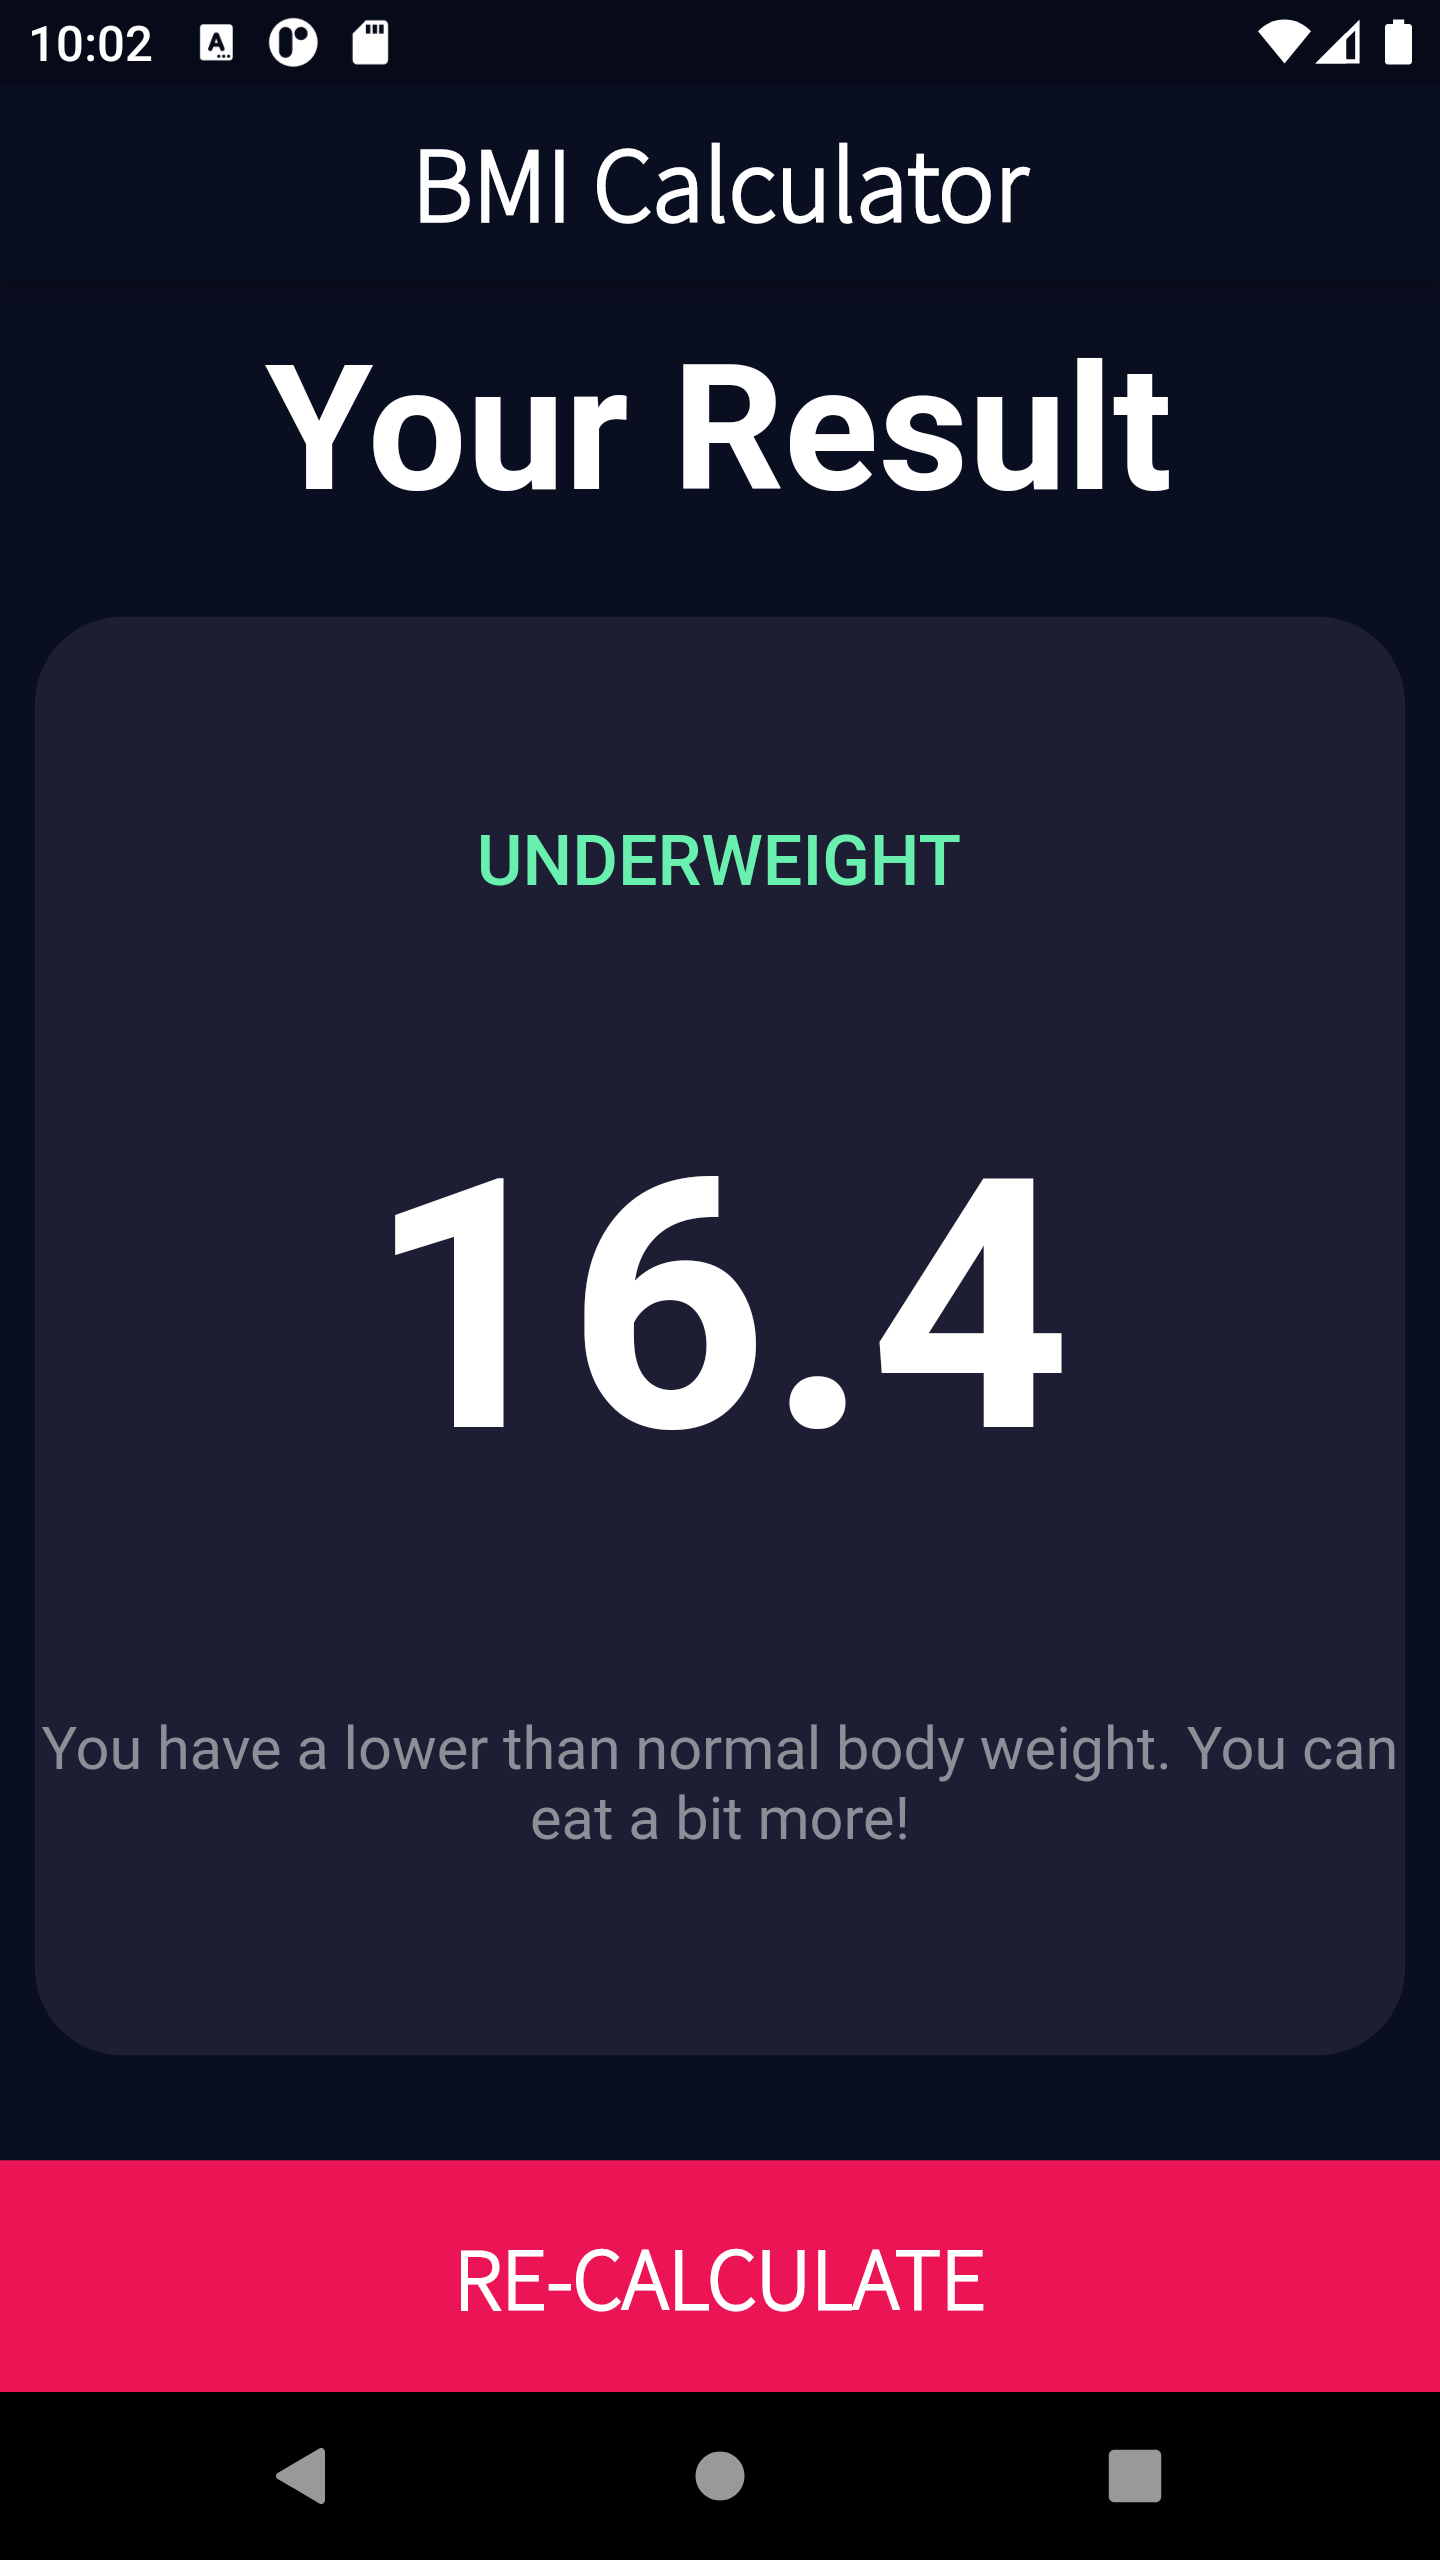 10:02
BMI Calculator
Your Result
UNDERWEIGHT
16.4
You have a lower than normal body weight. You can
eat a bit more!
RE-CALCULATE